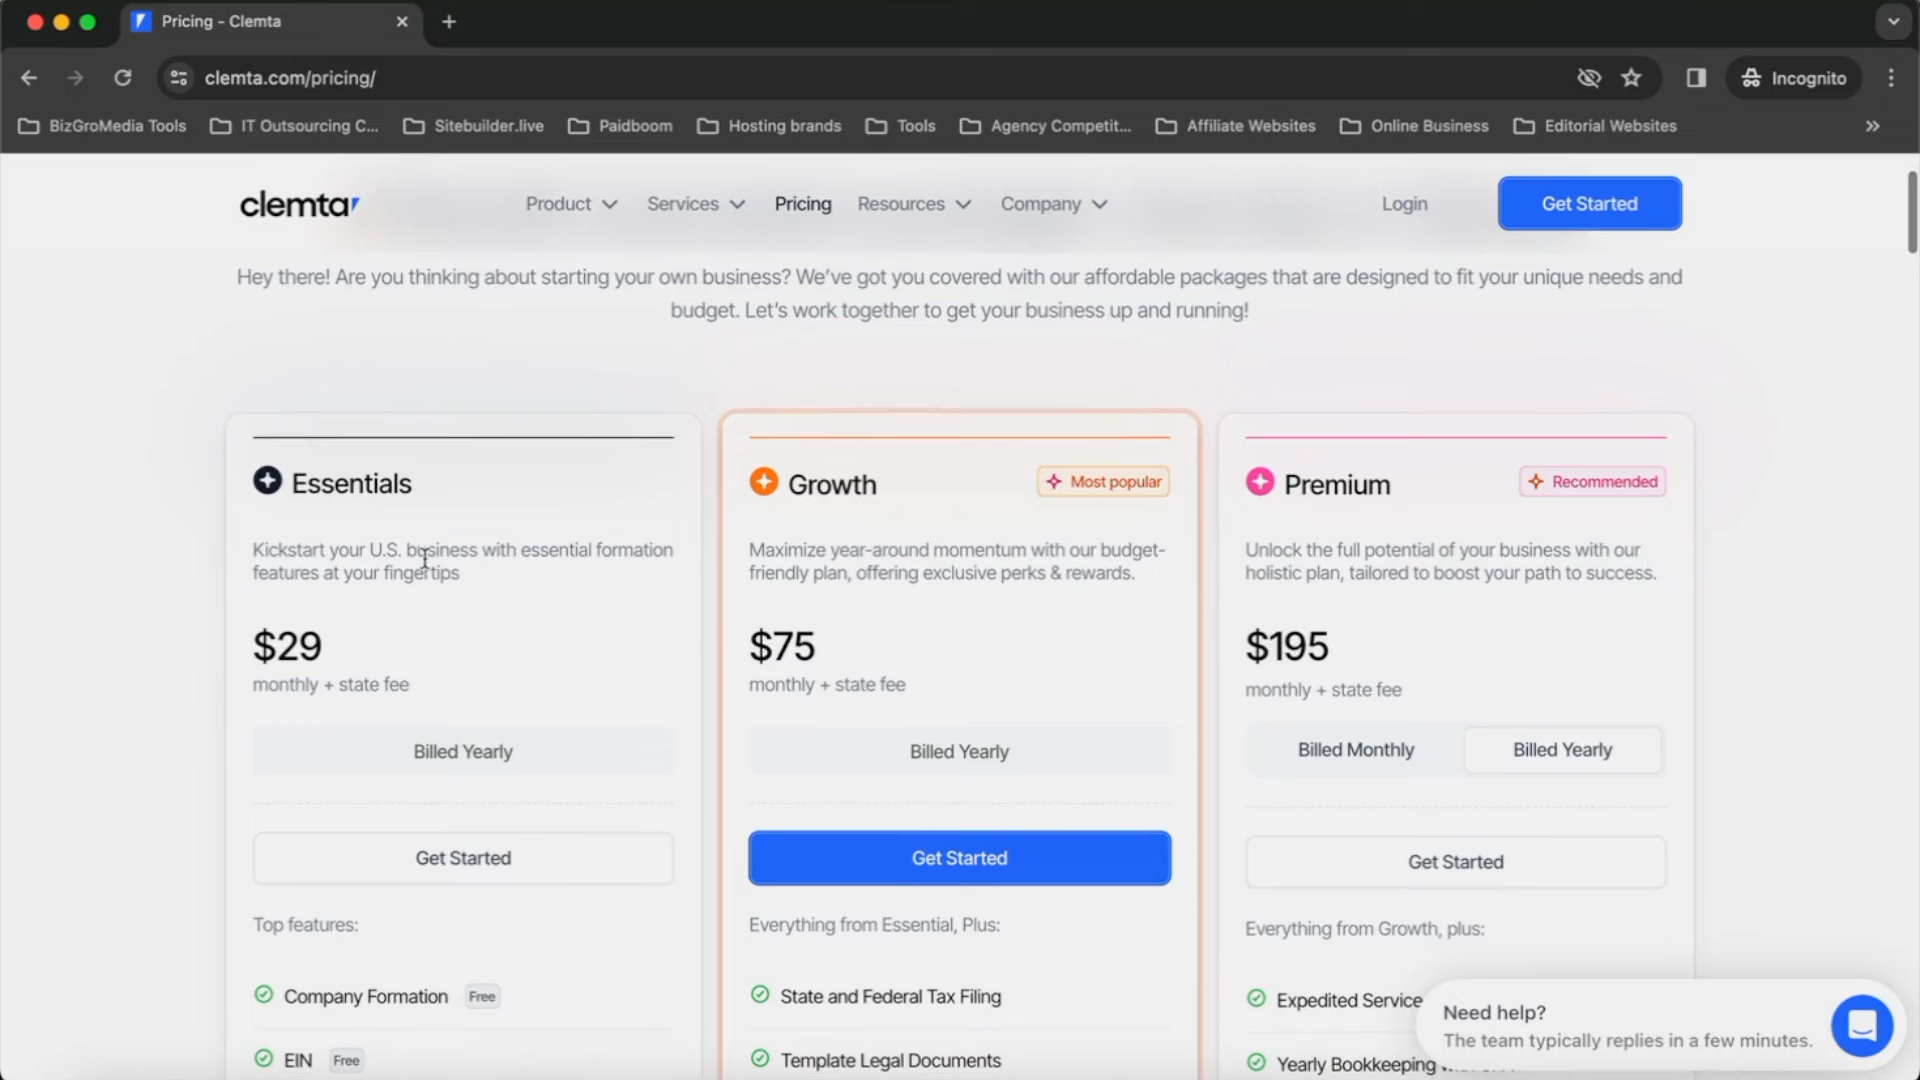 Pricing - Clemta
clemta.com/pricing/
Incognito
BizGroMedia Tools
IT Outsourcing C...
Sitebuilder.live
Paidboom
Hosting brands
Tools
Agency Competit...
Affiliate Websites
Online Business
Editorial Websites
clemta
Product
Services
Pricing
Resources
Company
Login
Get Started
Hey there! Are you thinking about starting your own business? We've got you covered with our affordable packages that are designed to fit your unique needs and
budget. Let's work together to get your business up and running!
Essentials
Kickstart your U.S. business with essential formation
features at your fingertips
$29
monthly + state fee
Billed Yearly
Get Started
Top features:
Company Formation Free
EIN Free
Growth
Most popular
Maximize year-around momentum with our budget-
friendly plan, offering exclusive perks & rewards.
$75
monthly + state fee
Billed Yearly
Get Started
Everything from Essential, Plus:
State and Federal Tax Filing
Template Legal Documents
Premium
Recommended
Unlock the full potential of your business with our
holistic plan, tailored to boost your path to success.
$195
monthly + state fee
Billed Monthly
Billed Yearly
Get Started
Everything from Growth, plus:
Expedited Service
Yearly Bookkeeping
Need help?
The team typically replies in a few minutes.